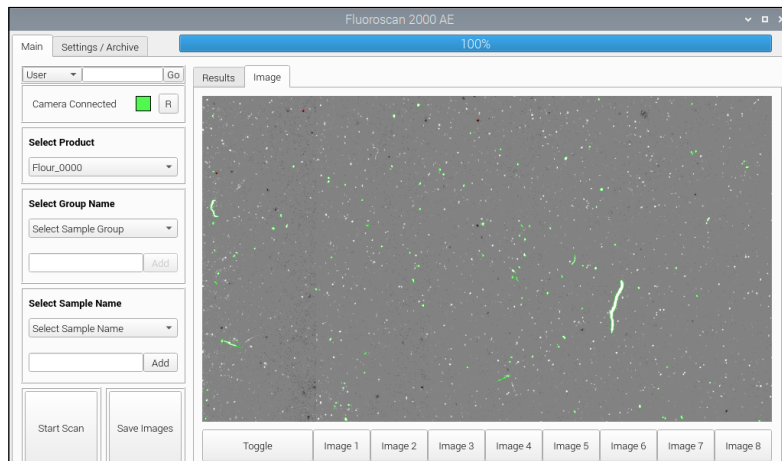 Fluoroscan 2000 AE
Main
Settings / Archive
100%
User
Go
Results
Image
Camera Connected
R
Select Product
Flour_0000
Select Group Name
Select Sample Group
Add
Select Sample Name
Select Sample Name
Add
Start Scan
Save Images
Toggle
Image 1
Image 2
Image 3
Image 4
Image 5
Image 6
Image 7
Image 8